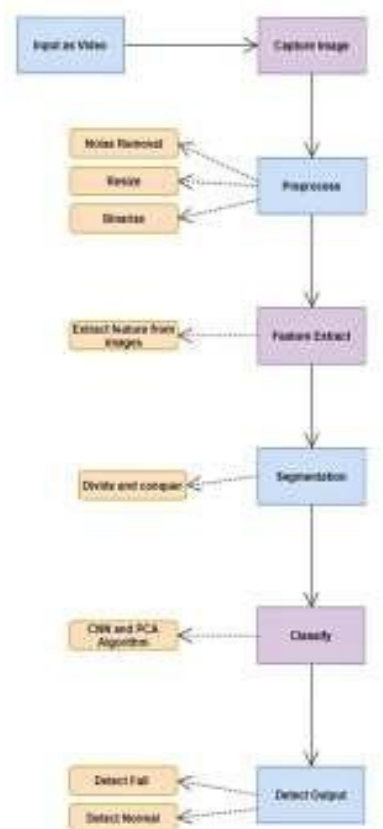 Input as Video
Capture Image
Noise Removal
Resize
Binarize
Preprocess
Extract feature from
images
Feature Extract
Divide and conquer
Segmentation
CNN and PCA
Algorithm
Classify
Detect Fall
Detect Normal
Detect Output